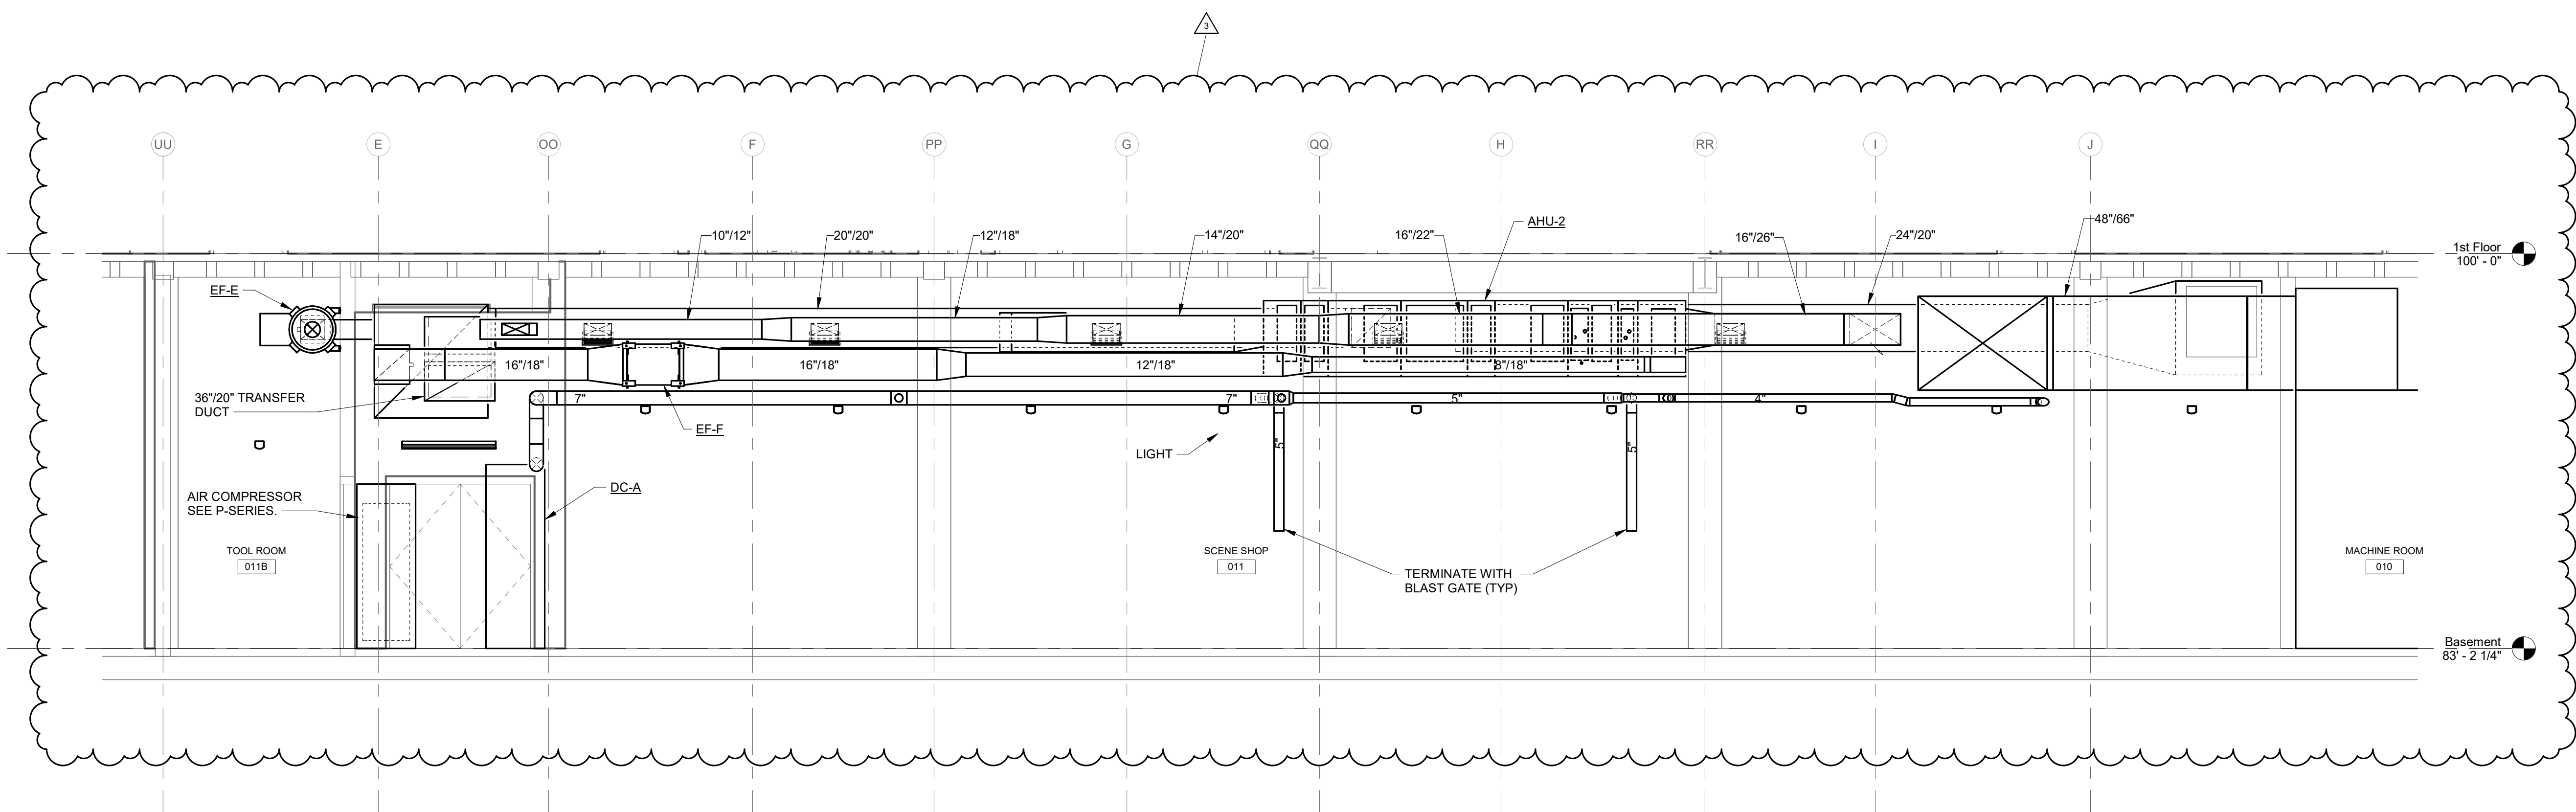 3
UU
E
OO
F
PP
G
QQ
H
RR
I
J
10"/12"
20"/20"
12"/18"
14"/20"
16"/22"
AHU-2
16"/26"
24"/20"
48"/66"
1st Floor
100' - 0"
EF-E
16"/18"
16"/18"
12"/18"
8"/18"
36"/20" TRANSFER
DUCT
7"
7"
5"
4"
EF-F
LIGHT
5"
5"
DC-A
AIR COMPRESSOR
SEE P-SERIES.
TOOL ROOM
011B
SCENE SHOP
011
TERMINATE WITH
BLAST GATE (TYP)
MACHINE ROOM
010
Basement
83' - 2 1/4"